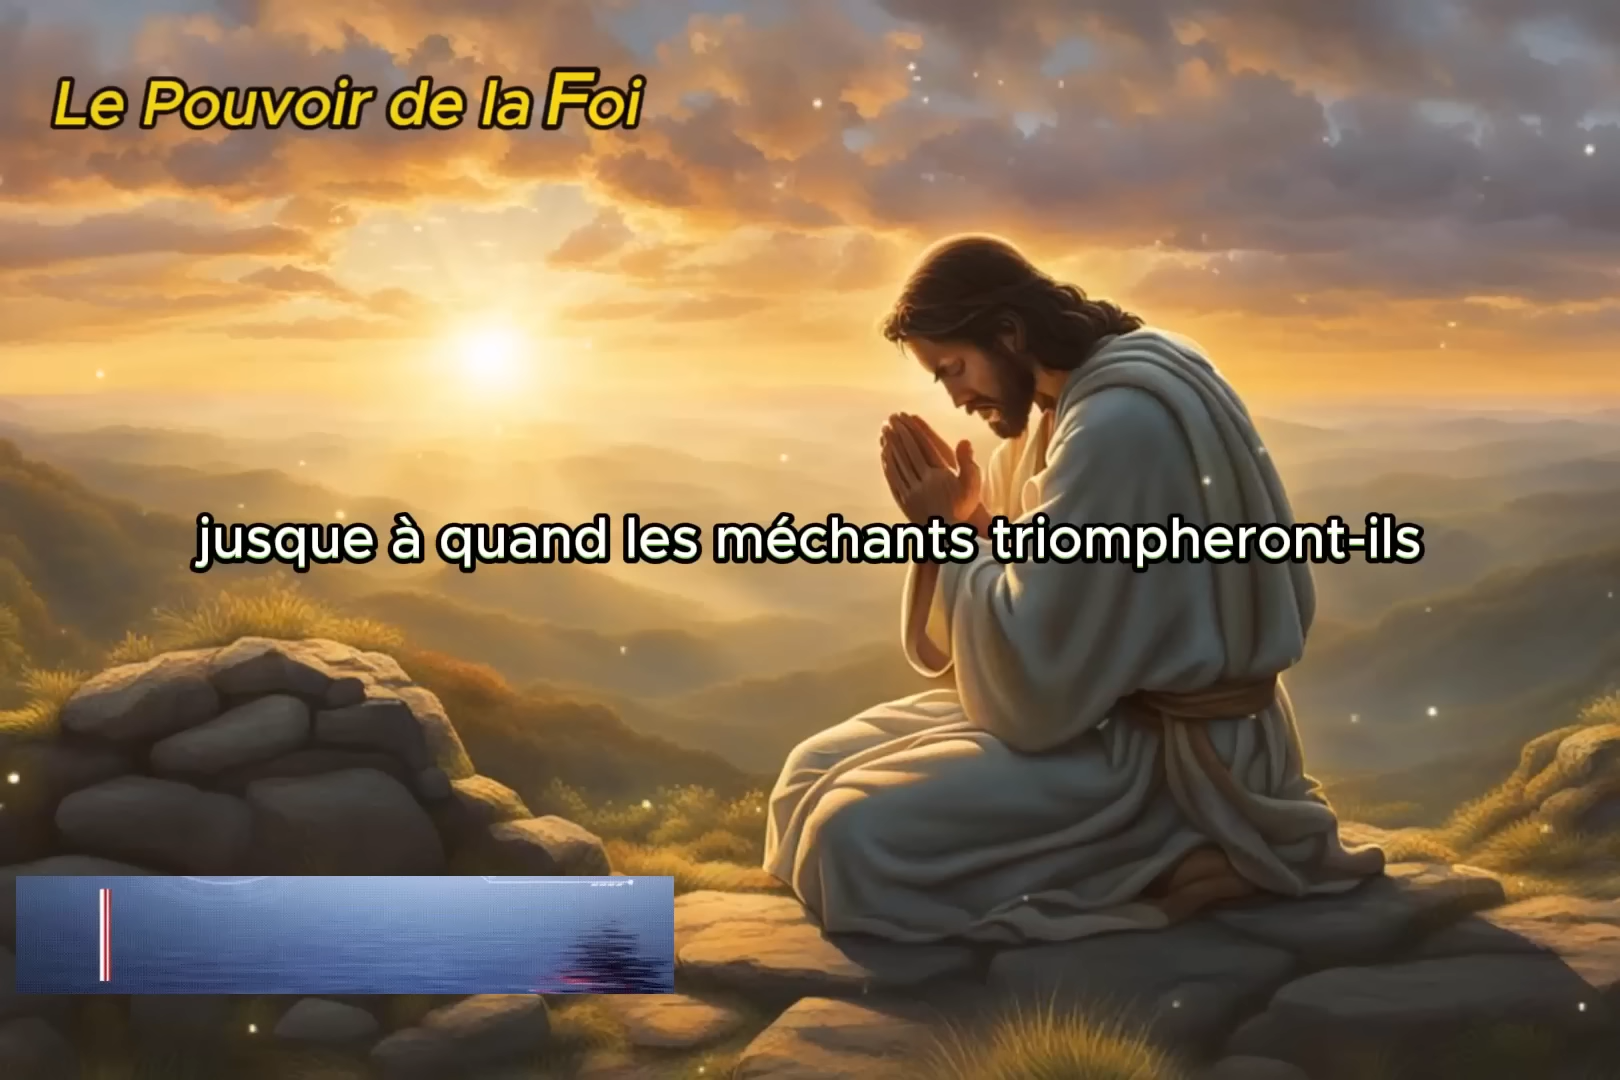 Le Pouvoir de la Foi
jusque à quand les méchants triompheront-ils